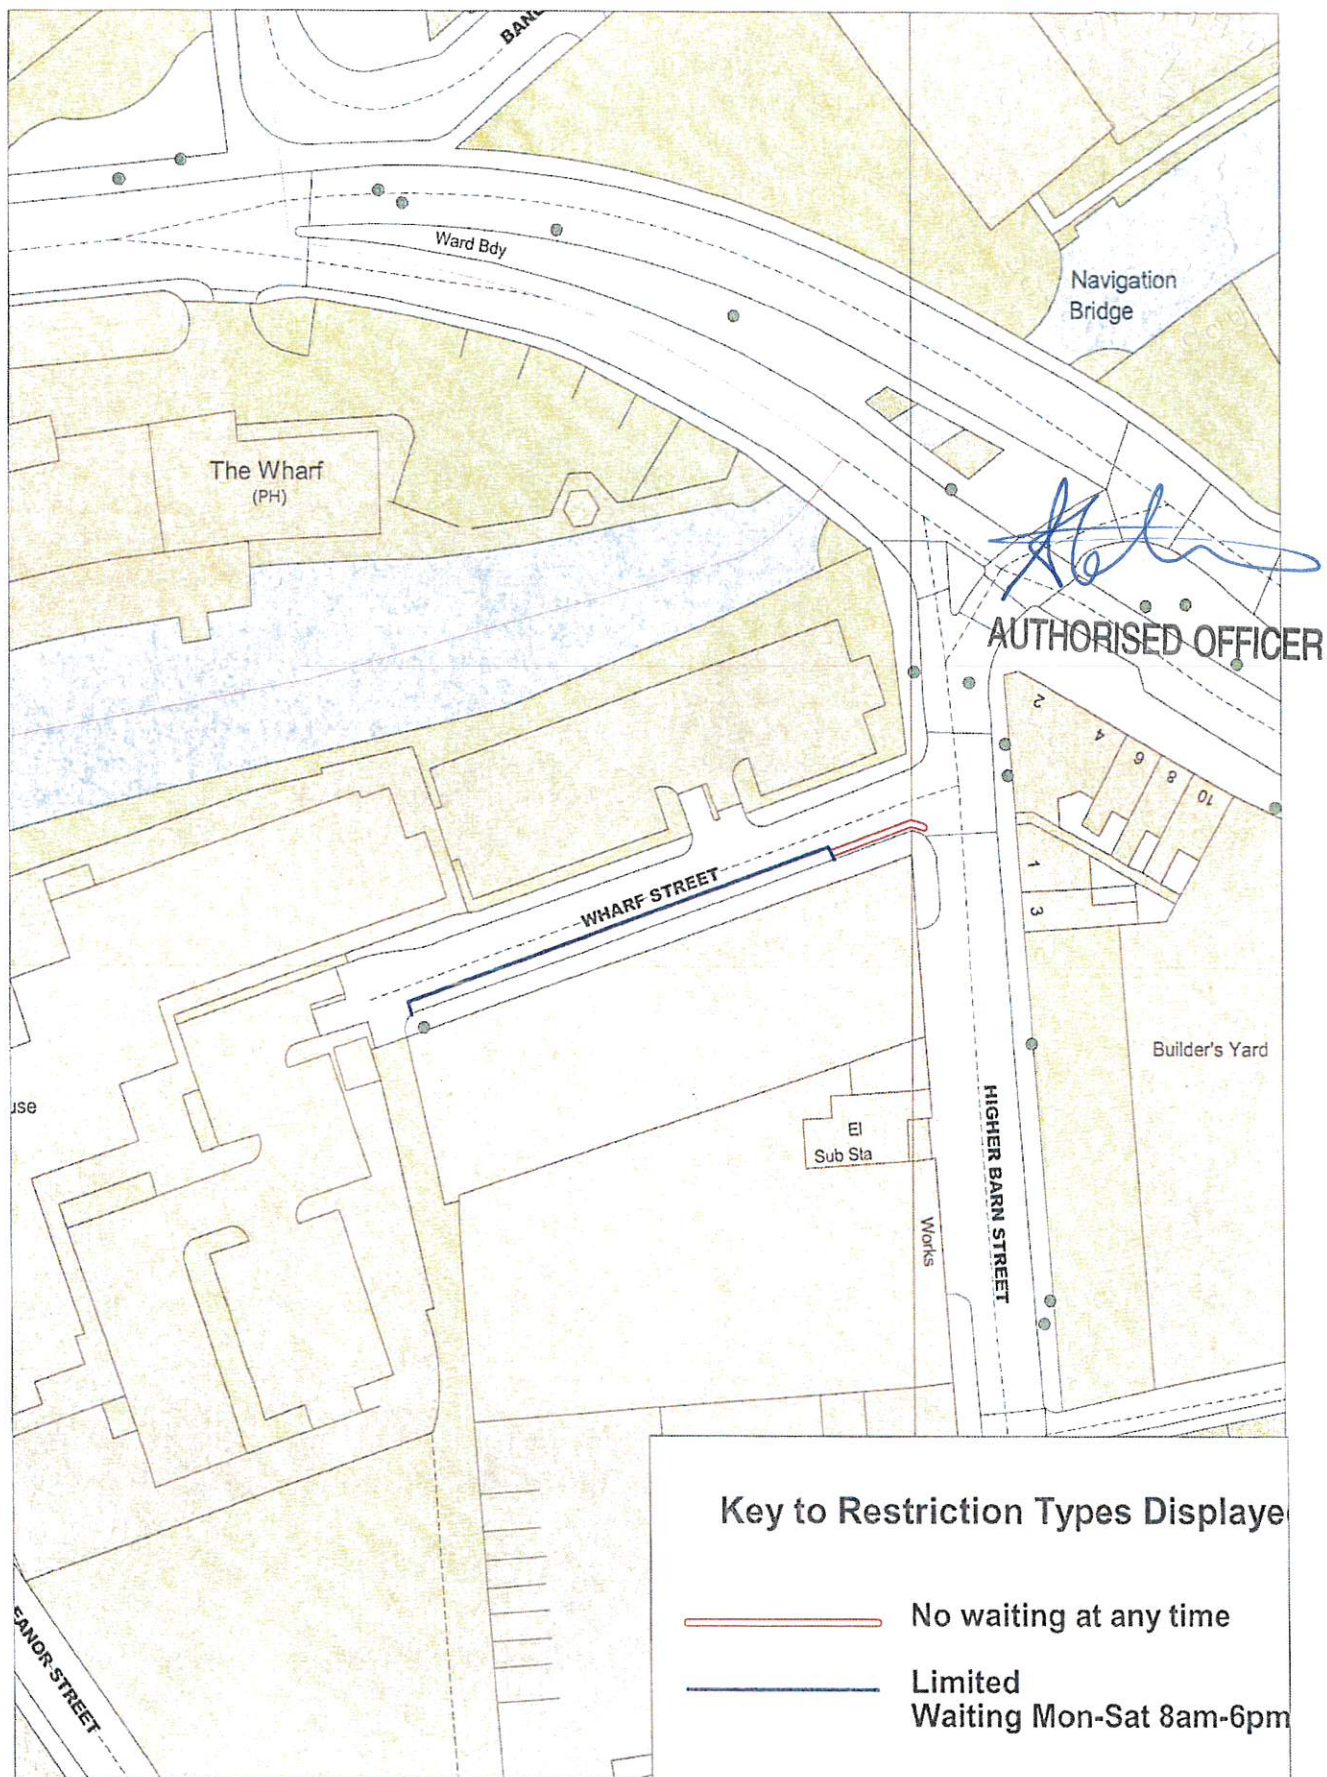 Ward Bdy
Navigation
Bridge
The Wharf
(PH)
AUTHORISED OFFICER
2
4
6
8
10
1
3
WHARF STREET
Builder's Yard
El
Sub Sta
HIGHER BARN STREET
Works
Key to Restriction Types Displaye
No waiting at any time
Limited
Waiting Mon-Sat 8am-6pm
EANOR STREET